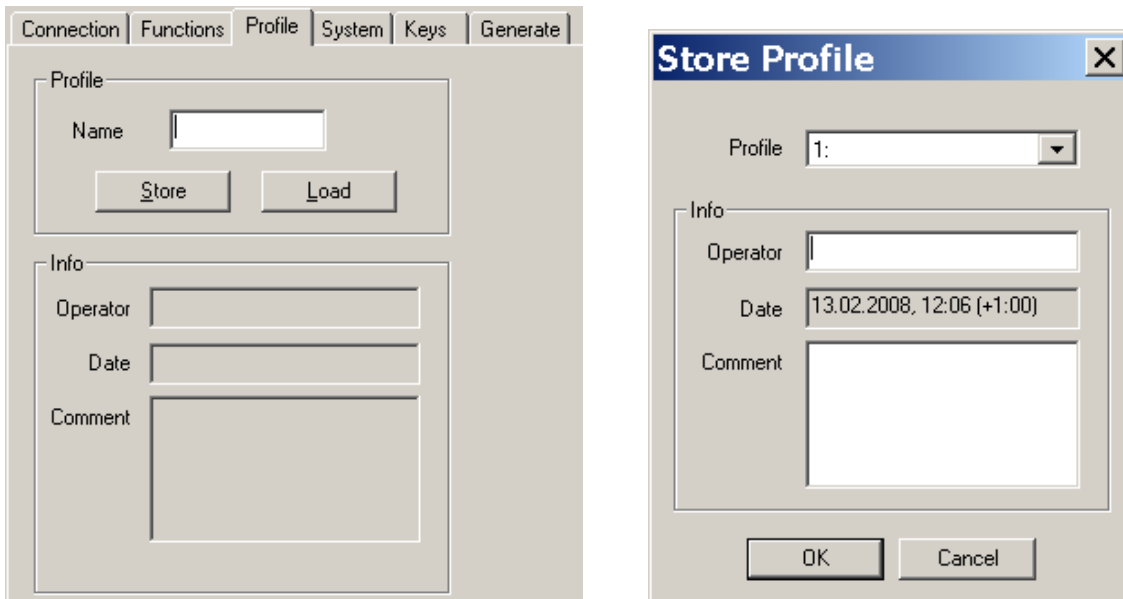 Connection Functions Profile System Keys Generate
Profile
Name
Store Load
Info
Operator
Date
Comment
Store Profile
Profile 1:
Info
Operator
Date 13.02.2008, 12:06 (+1:00)
Comment
OK Cancel